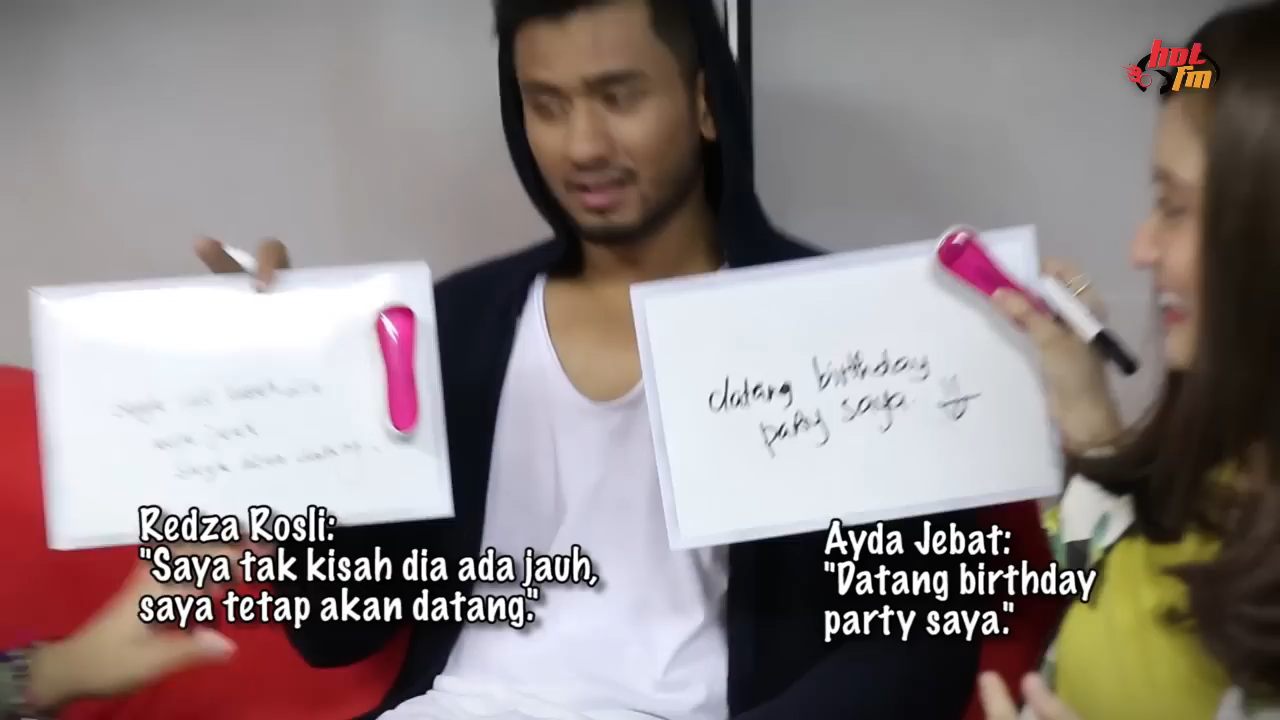 hot
fm
saya
datang birthday
party saya.
Redza Rosli:
"Saya tak kisah dia ada jauh,
saya tetap akan datang."
Ayda Jebat:
"Datang birthday
party saya."